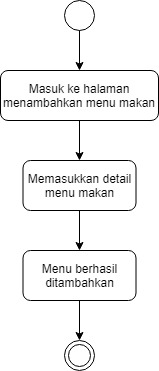 Masuk ke halaman
menambahkan menu makan
Memasukkan detail
menu makan
Menu berhasil
ditambahkan